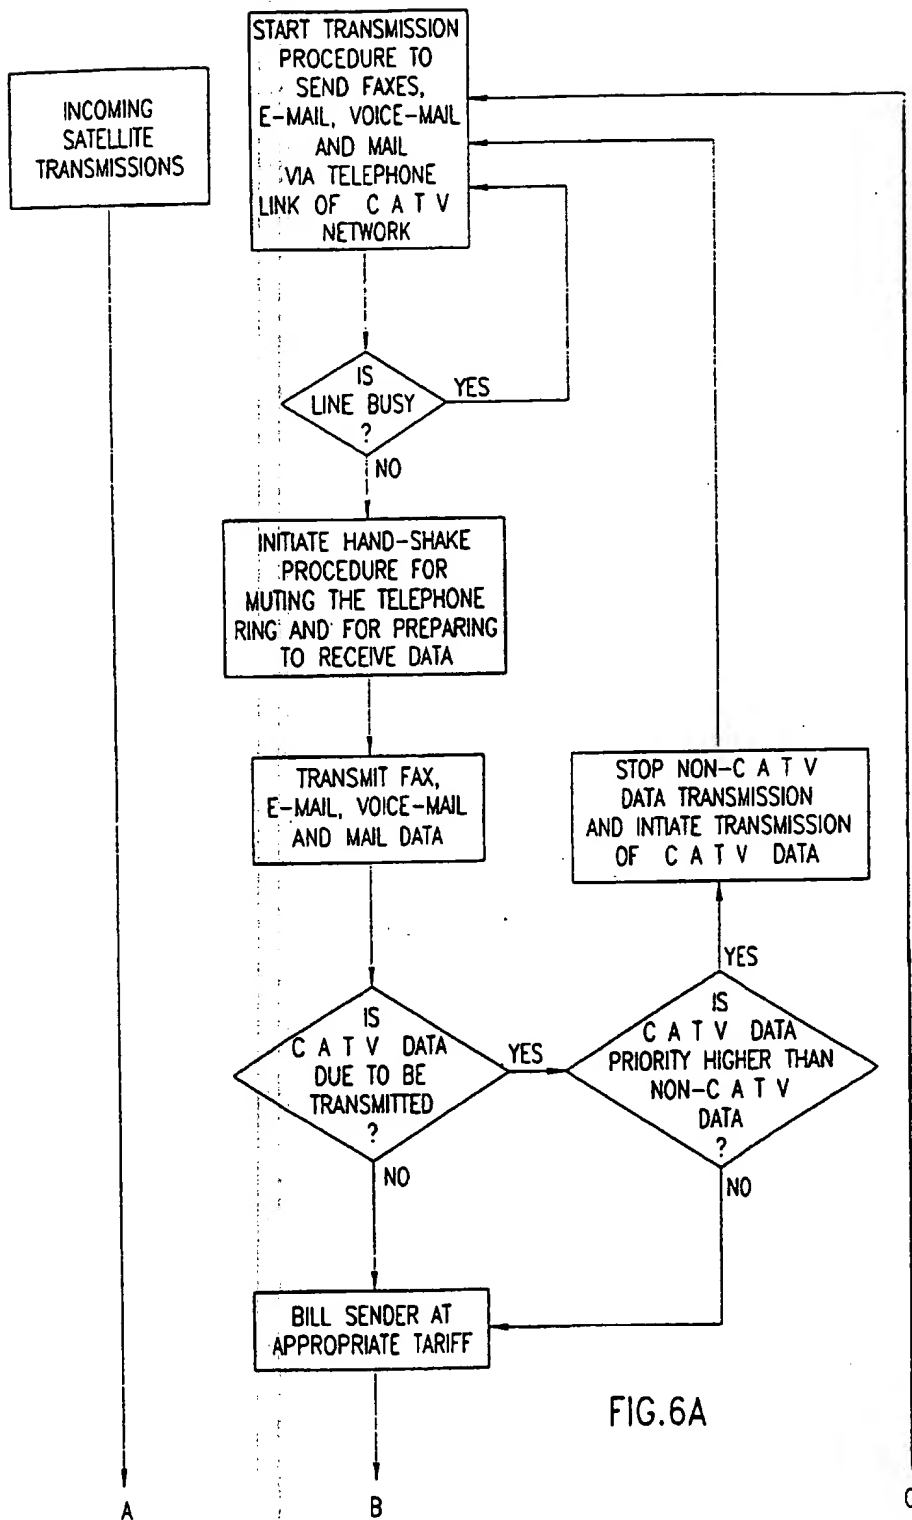 START TRANSMISSION
PROCEDURE TO
SEND FAXES,
E-MAIL, VOICE-MAIL
AND MAIL
VIA TELEPHONE
LINK OF C A T V
NETWORK
INCOMING
SATELLITE
TRANSMISSIONS
IS
LINE BUSY
?
YES
NO
INITIATE HAND-SHAKE
PROCEDURE FOR
MUTING THE TELEPHONE
RING AND FOR PREPARING
TO RECEIVE DATA
TRANSMIT FAX,
E-MAIL, VOICE-MAIL
AND MAIL DATA
STOP NON-C A T V
DATA TRANSMISSION
AND INTIATE TRANSMISSION
OF C A T V DATA
YES
IS
C A T V DATA
DUE TO BE
TRANSMITTED
?
YES
IS
C A T V DATA
PRIORITY HIGHER THAN
NON-C A T V
DATA
?
NO
NO
BILL SENDER AT
APPROPRIATE TARIFF
FIG.6A
A
B
C